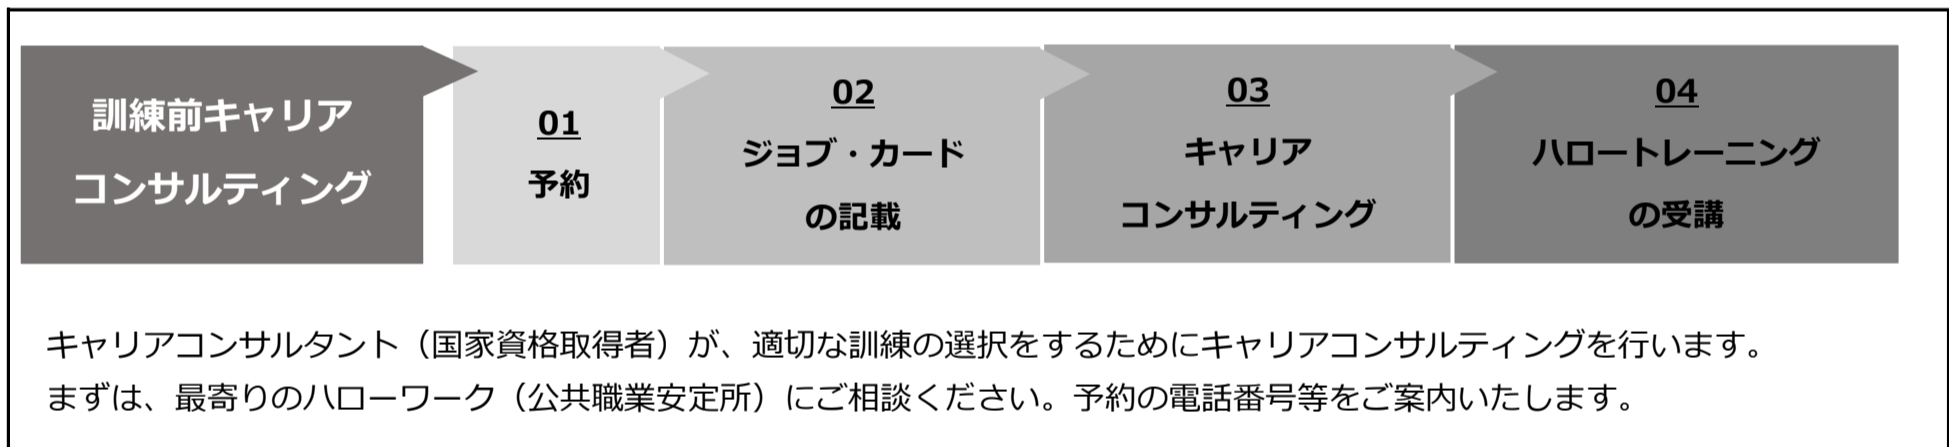 訓練前キャリア
コンサルティング
01
予約
02
ジョブ・カード
の記載
03
キャリア
コンサルティング
04
ハロートレーニング
の受講
キャリアコンサルタント（国家資格取得者）が、適切な訓練の選択をするためにキャリアコンサルティングを行います。
まずは、最寄りのハローワーク（公共職業安定所）にご相談ください。予約の電話番号等をご案内いたします。